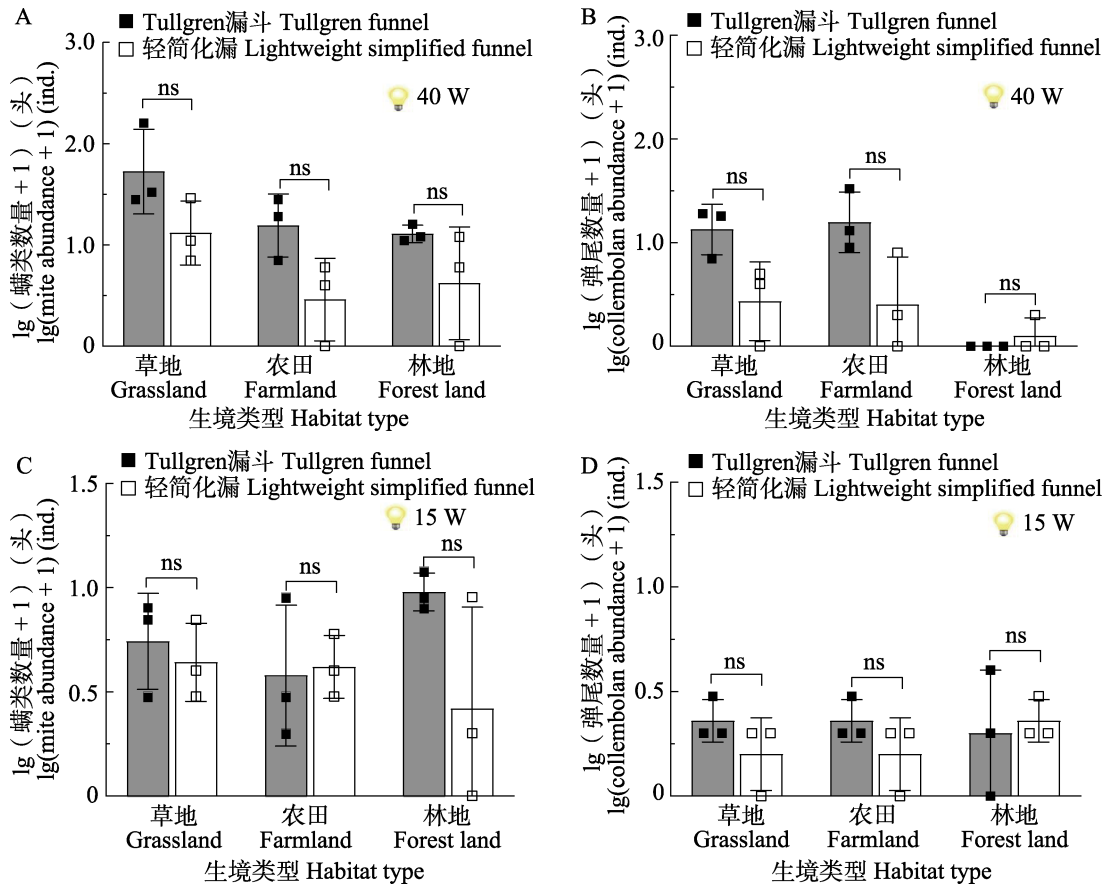 A
■ Tullgren漏斗 Tullgren funnel
□ 轻简化漏 Lightweight simplified funnel
40 W
lg（螨类数量+1）（头）
lg(mite abundance + 1) (ind.)
3.0
2.0
1.0
0
ns
ns
ns
草地
Grassland
农田
Farmland
林地
Forest land
生境类型 Habitat type
B
■ Tullgren漏斗 Tullgren funnel
□ 轻简化漏 Lightweight simplified funnel
40 W
lg（弹尾数量+1）（头）
lg(collembolan abundance + 1) (ind.)
3.0
2.0
1.0
0
ns
ns
ns
草地
Grassland
农田
Farmland
林地
Forest land
生境类型 Habitat type
C
■ Tullgren漏斗 Tullgren funnel
□ 轻简化漏 Lightweight simplified funnel
15 W
lg（螨类数量+1）（头）
lg(mite abundance + 1) (ind.)
1.5
1.0
0.5
0
ns
ns
ns
草地
Grassland
农田
Farmland
林地
Forest land
生境类型 Habitat type
D
■ Tullgren漏斗 Tullgren funnel
□ 轻简化漏 Lightweight simplified funnel
15 W
lg（弹尾数量+1）（头）
lg(collembolan abundance + 1) (ind.)
1.5
1.0
0.5
0
ns
ns
ns
草地
Grassland
农田
Farmland
林地
Forest land
生境类型 Habitat type